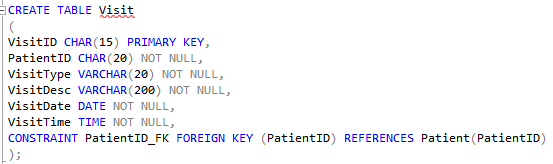 CREATE TABLE Visit
(
VisitID CHAR(15) PRIMARY KEY,
PatientID CHAR(20) NOT NULL,
VisitType VARCHAR(20) NOT NULL,
VisitDesc VARCHAR(200) NOT NULL,
VisitDate DATE NOT NULL,
VisitTime TIME NOT NULL,
CONSTRAINT PatientID_FK FOREIGN KEY (PatientID) REFERENCES Patient(PatientID)
);